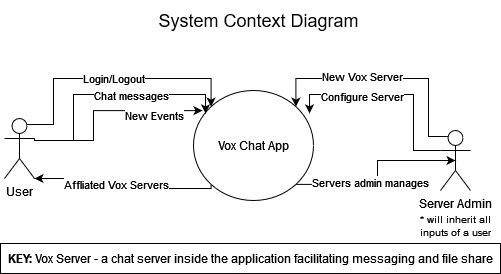 System Context Diagram
Login/Logout
Chat messages
New Events
Affliated Vox Servers
Vox Chat App
New Vox Server
Configure Server
Servers admin manages
User
Server Admin
* will inherit all
inputs of a user
KEY: Vox Server - a chat server inside the application facilitating messaging and file share